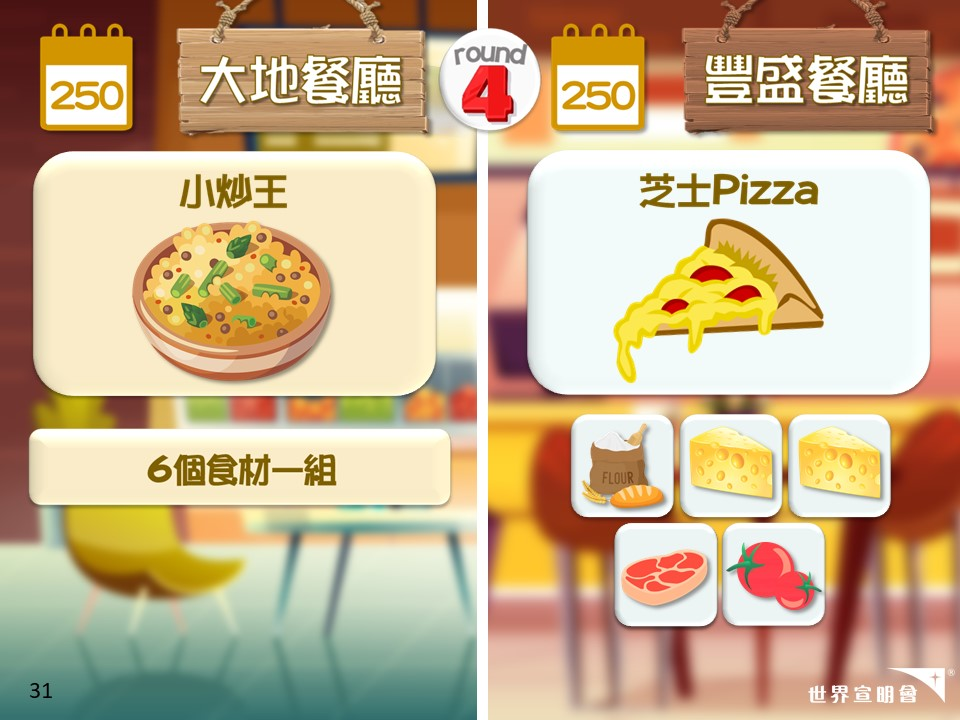 250
大地餐廳
round
4
250
豐盛餐廳
小炒王
芝士Pizza
6個食材一組
FLOUR
31
世界宣明會®